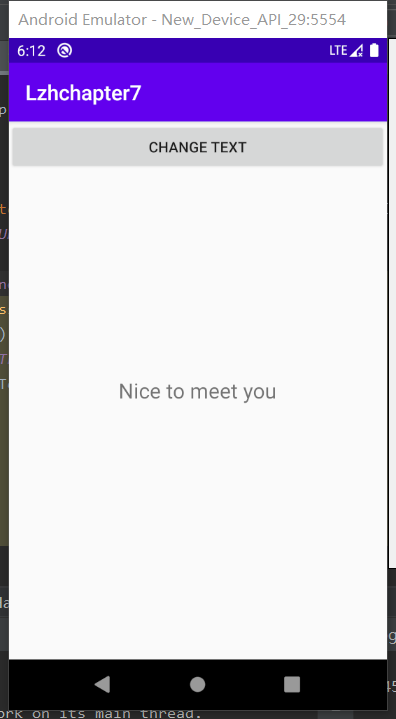 Android Emulator - New_Device_API_29:5554
6:12 LTE
Lzhchapter7
CHANGE TEXT
Nice to meet you
ork on its main thread.